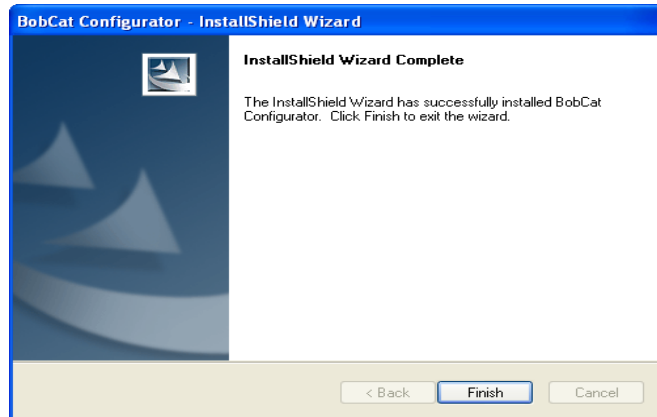 BobCat Configurator - InstallShield Wizard
InstallShield Wizard Complete
The InstallShield Wizard has successfully installed BobCat
Configurator. Click Finish to exit the wizard.
< Back
Finish
Cancel